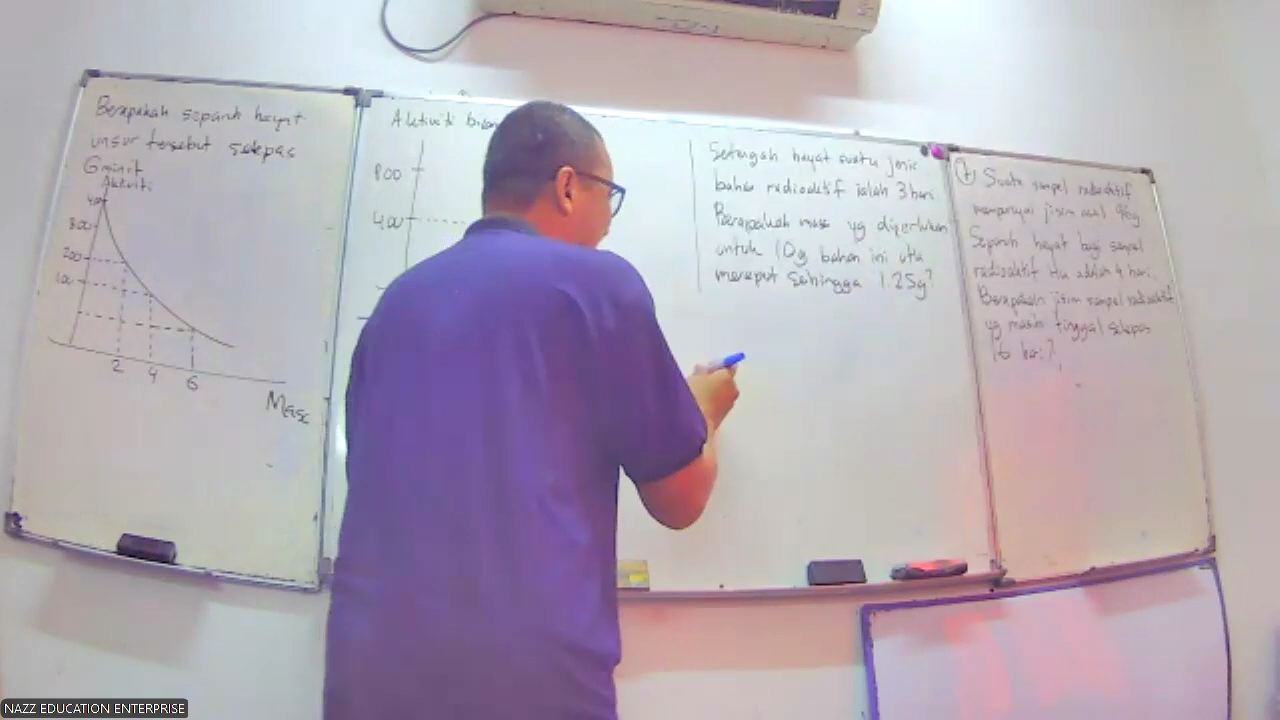 Berapakah separuh hayat
unsur tersebut selepas
6 minit
Aktiviti
400
300
200
100
2 4 6
Masa
Aktiviti
800
400
Setengah hayat suatu jenis
bahan radioaktif ialah 3 hari
Berapakah masa yg diperlukan
untuk 10g bahan ini utk
mereput sehingga 1.25g?
Suatu sampel radioaktif
mempunyai jisim awal 96g
Separuh hayat bagi sampel
radioaktif itu adalah 4 hari.
Berapakah jisim sampel radioaktif
yg masih tinggal selepas
16 hari?
NAZZ EDUCATION ENTERPRISE